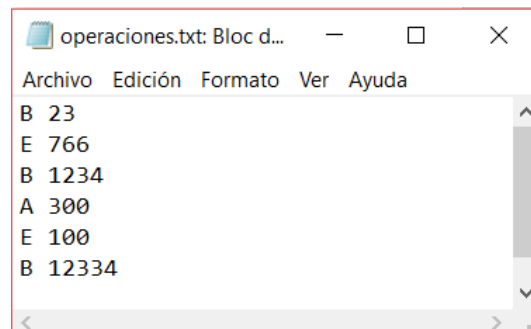 operaciones.txt: Bloc d...
Archivo Edición Formato Ver Ayuda
B 23
E 766
B 1234
A 300
E 100
B 12334